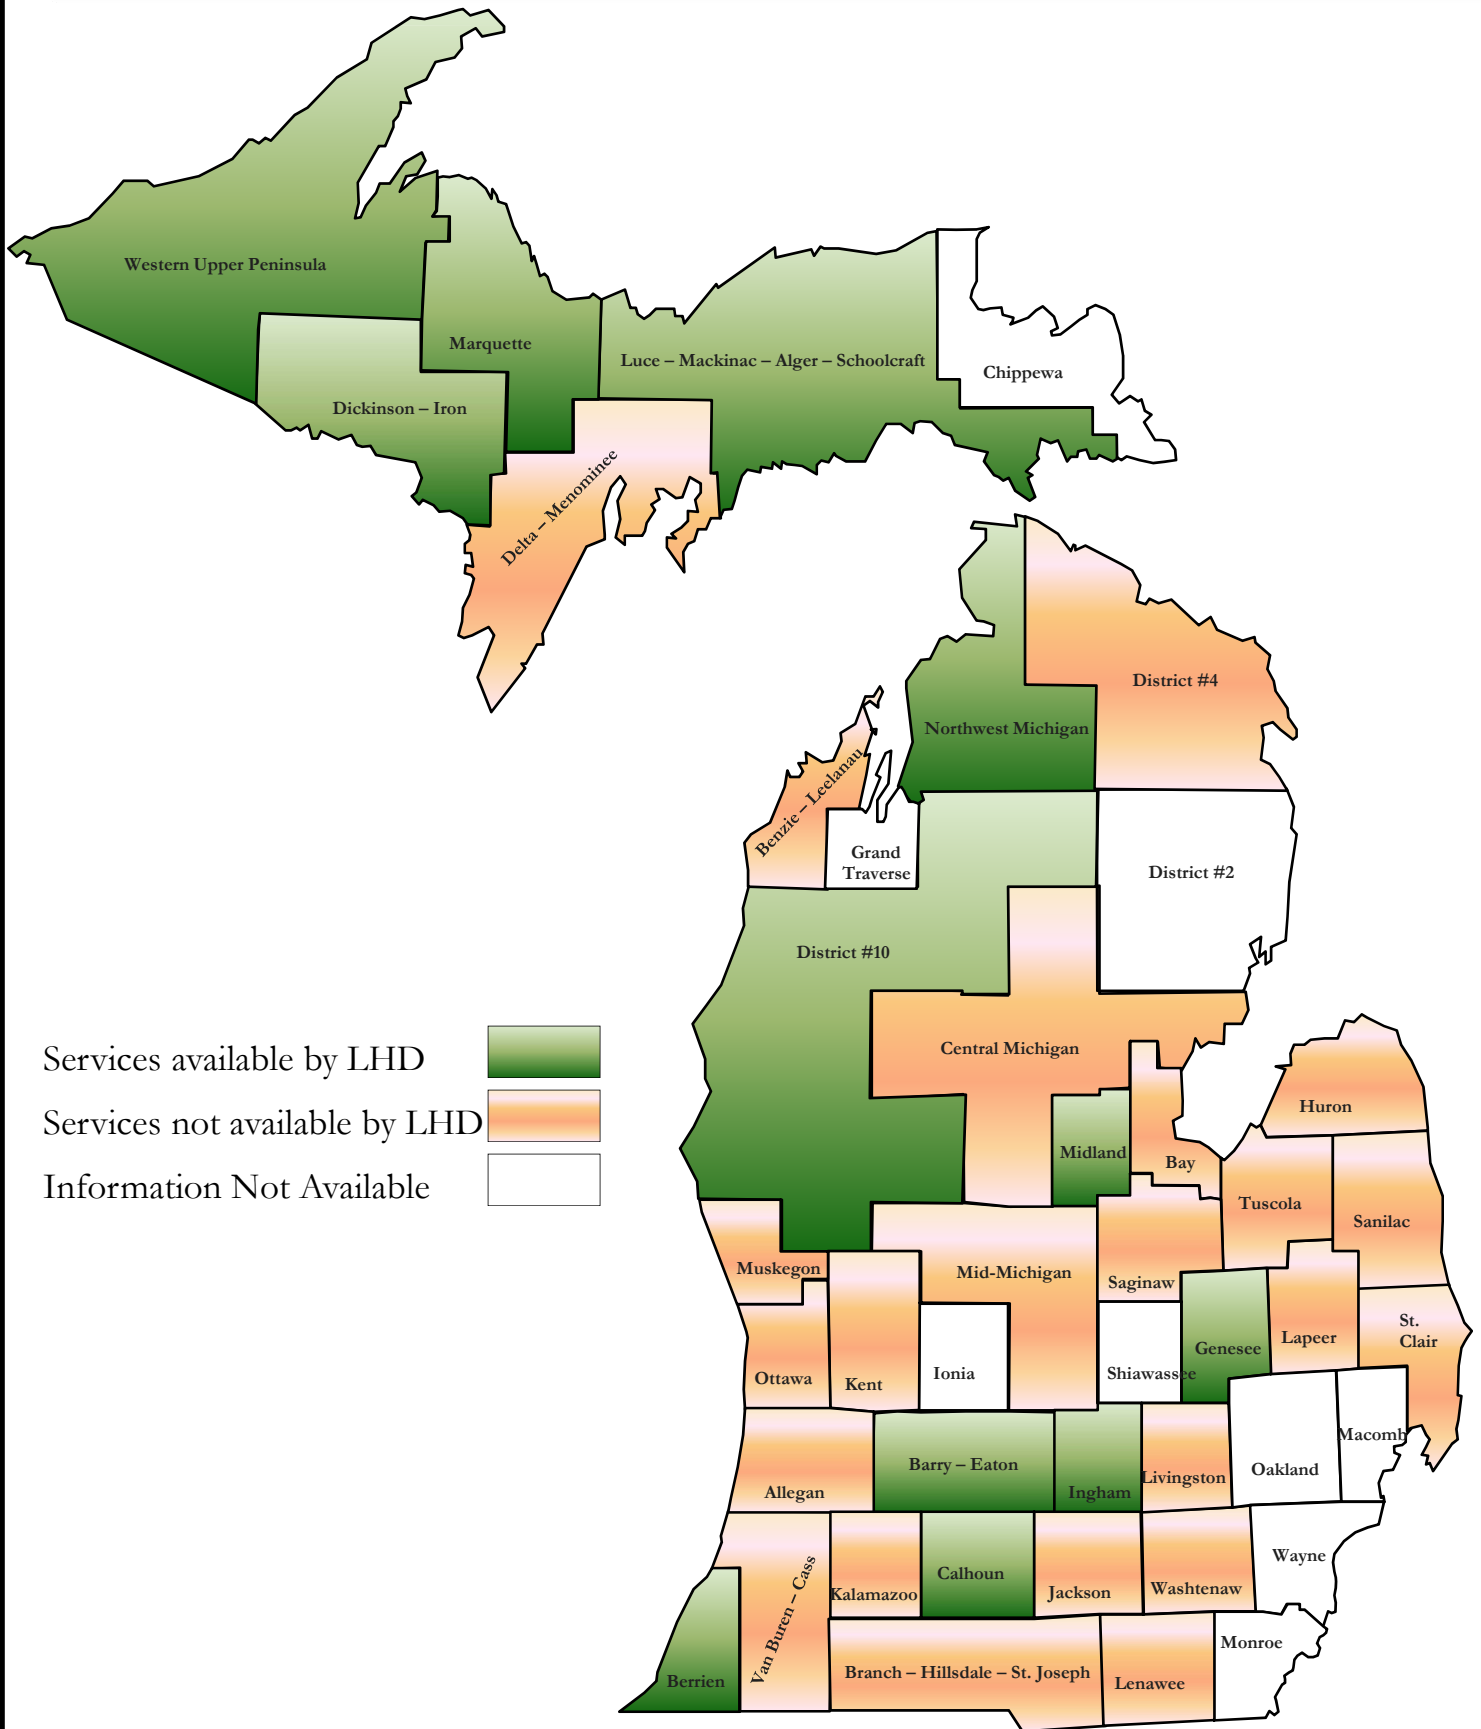 Western Upper Peninsula
Marquette
Luce – Mackinac – Alger – Schoolcraft
Chippewa
Dickinson – Iron
Delta – Menominee
District #4
Northwest Michigan
Benzie – Leelanau
Grand
Traverse
District #2
District #10
Central Michigan
Services available by LHD
Services not available by LHD
Information Not Available
Huron
Midland
Bay
Tuscola
Sanilac
Muskegon
Mid-Michigan
Saginaw
St.
Clair
Lapeer
Genesee
Shiawassee
Ionia
Kent
Ottawa
Macomb
Oakland
Livingston
Ingham
Barry – Eaton
Allegan
Wayne
Washtenaw
Jackson
Calhoun
Kalamazoo
Van Buren – Cass
Monroe
Berrien
Branch – Hillsdale – St. Joseph
Lenawee